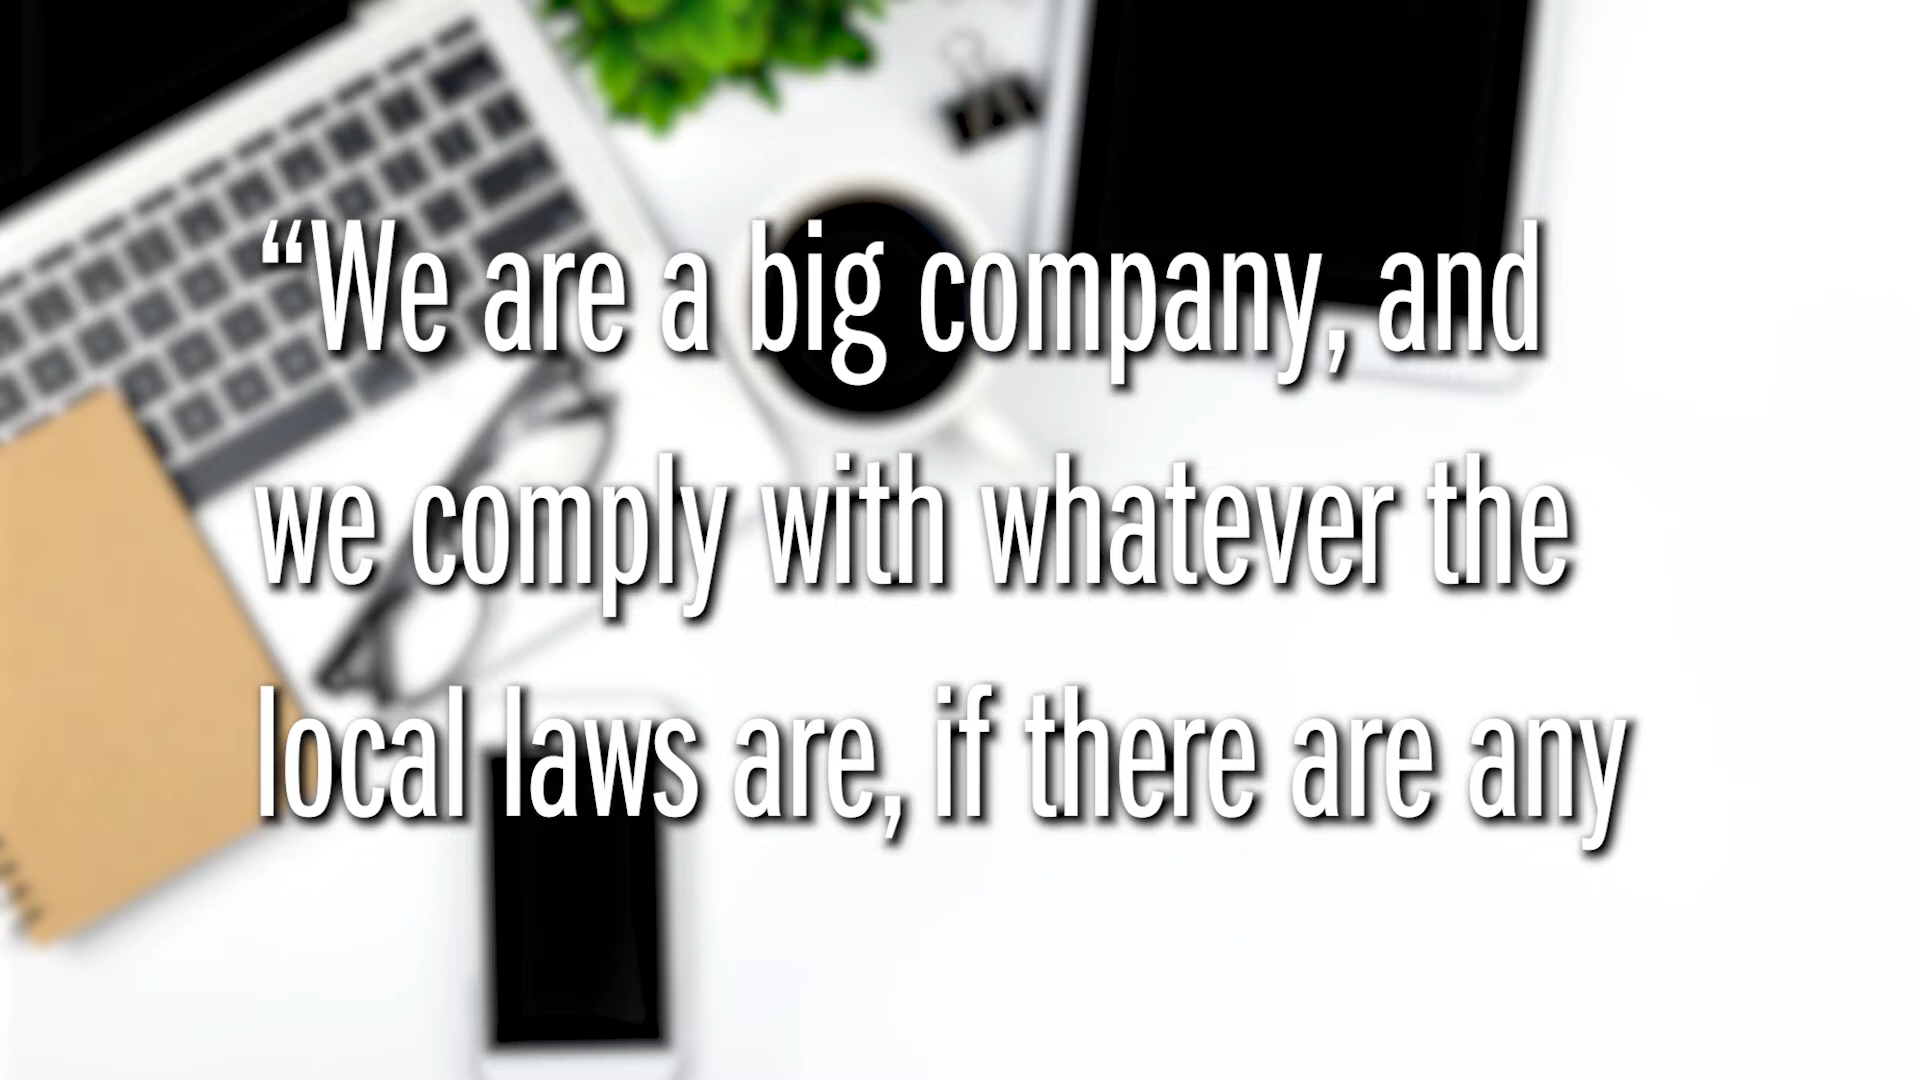 “We are a big company, and
we comply with whatever the
local laws are, if there are any